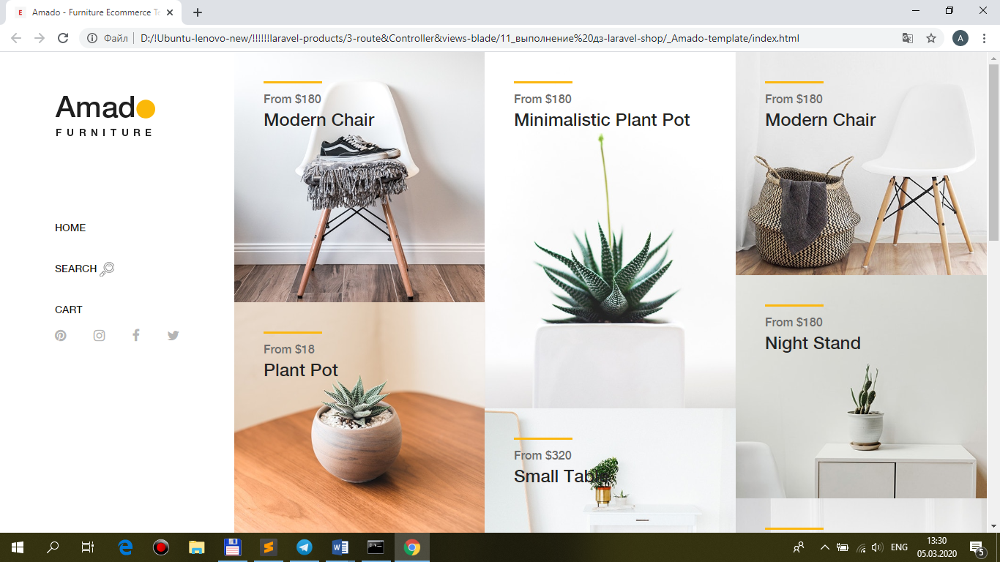 Amado - Furniture Ecommerce Te
Файл
D:/!Ubuntu-lenovo-new/!!!!!!laravel-products/3-route&Controller&views-blade/11_выполнение%20дз-laravel-shop/_Amado-template/index.html
A
Amado
FURNITURE
HOME
SEARCH
CART
From $180
Modern Chair
From $18
Plant Pot
From $180
Minimalistic Plant Pot
From $320
Small Table
From $180
Modern Chair
From $180
Night Stand
ENG
13:30
05.03.2020
5